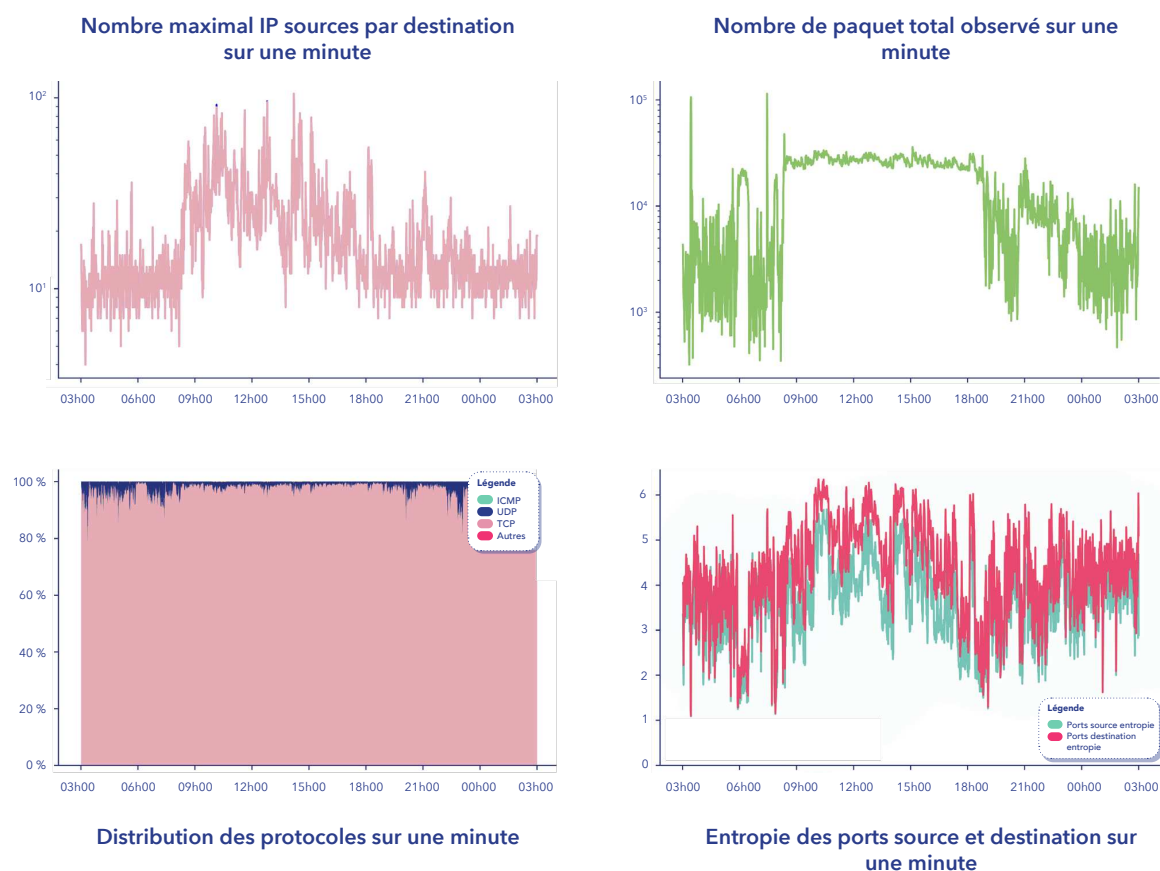 Nombre maximal IP sources par destination
sur une minute
10²
10¹
03h00 06h00 09h00 12h00 15h00 18h00 21h00 00h00 03h00
Nombre de paquet total observé sur une
minute
10⁵
10⁴
10³
03h00 06h00 09h00 12h00 15h00 18h00 21h00 00h00 03h00
100 %
80 %
60 %
40 %
20 %
0 %
Légende
ICMP
UDP
TCP
Autres
03h00 06h00 09h00 12h00 15h00 18h00 21h00 00h00 03h00
Distribution des protocoles sur une minute
6
5
4
3
2
1
0
Légende
Ports source entropie
Ports destination
entropie
03h00 06h00 09h00 12h00 15h00 18h00 21h00 00h00 03h00
Entropie des ports source et destination sur
une minute